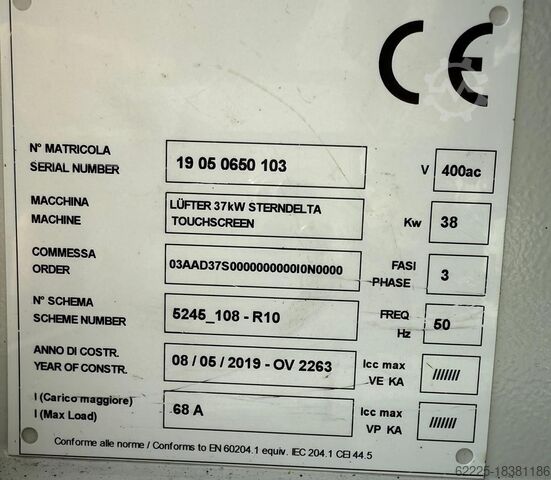 CE
N° MATRICOLA
SERIAL NUMBER
19 05 0650 103
V
400ac
MACCHINA
MACHINE
LÜFTER 37kW STERNDELTA
TOUCHSCREEN
Kw
38
COMMESSA
ORDER
03AAD37S0000000000I0N0000
FASI
PHASE
3
N° SCHEMA
SCHEME NUMBER
5245_108 - R10
FREQ
Hz
50
ANNO DI COSTR.
YEAR OF CONSTR.
08 / 05 / 2019 - OV 2263
Icc max
VE KA
///////
I (Carico maggiore)
I (Max Load)
68 A
Icc max
VP KA
///////
Conforme alle norme / Conforms to EN 60204.1 equiv. IEC 204.1 CEI 44.5
62225-18381186